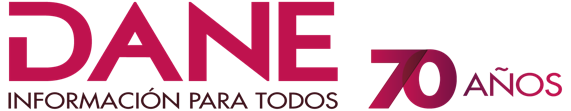 DANE
INFORMACIÓN PARA TODOS
70 AÑOS